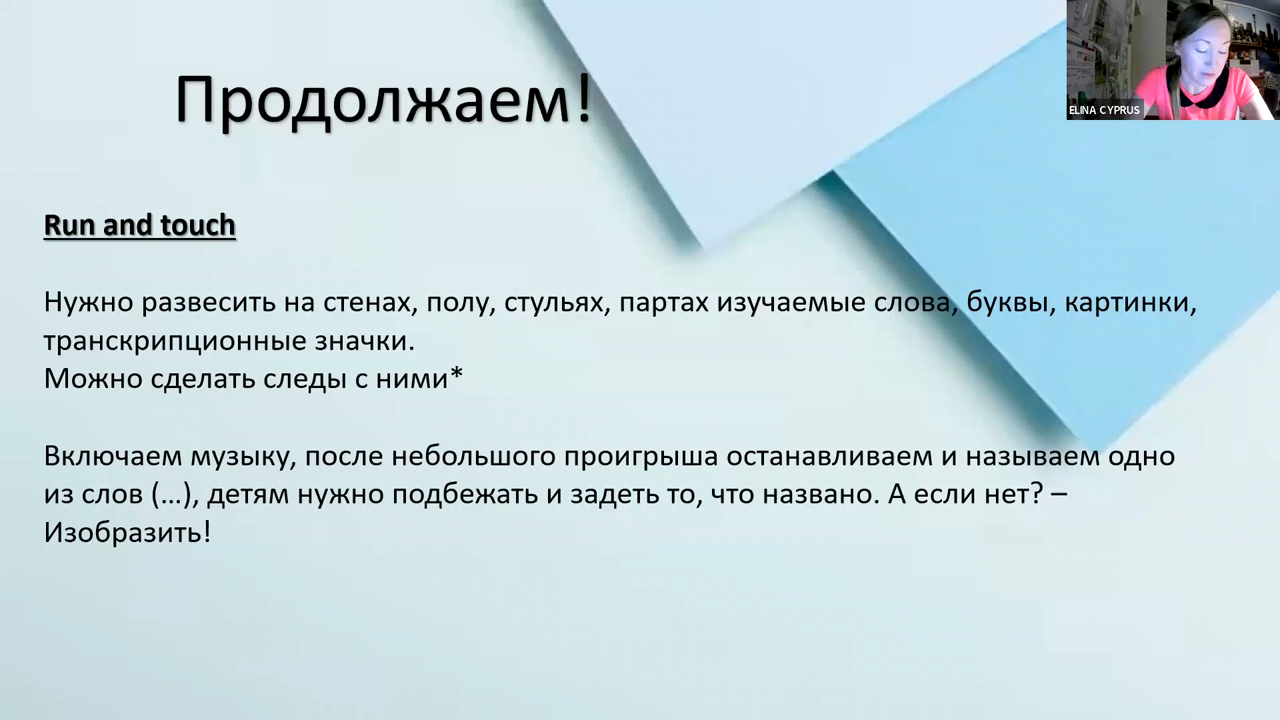 Продолжаем!
ELINA CYPRUS
Run and touch
Нужно развесить на стенах, полу, стульях, партах изучаемые слова, буквы, картинки,
транскрипционные значки.
Можно сделать следы с ними*
Включаем музыку, после небольшого проигрыша останавливаем и называем одно
из слов (…), детям нужно подбежать и задеть то, что названо. А если нет? –
Изобразить!